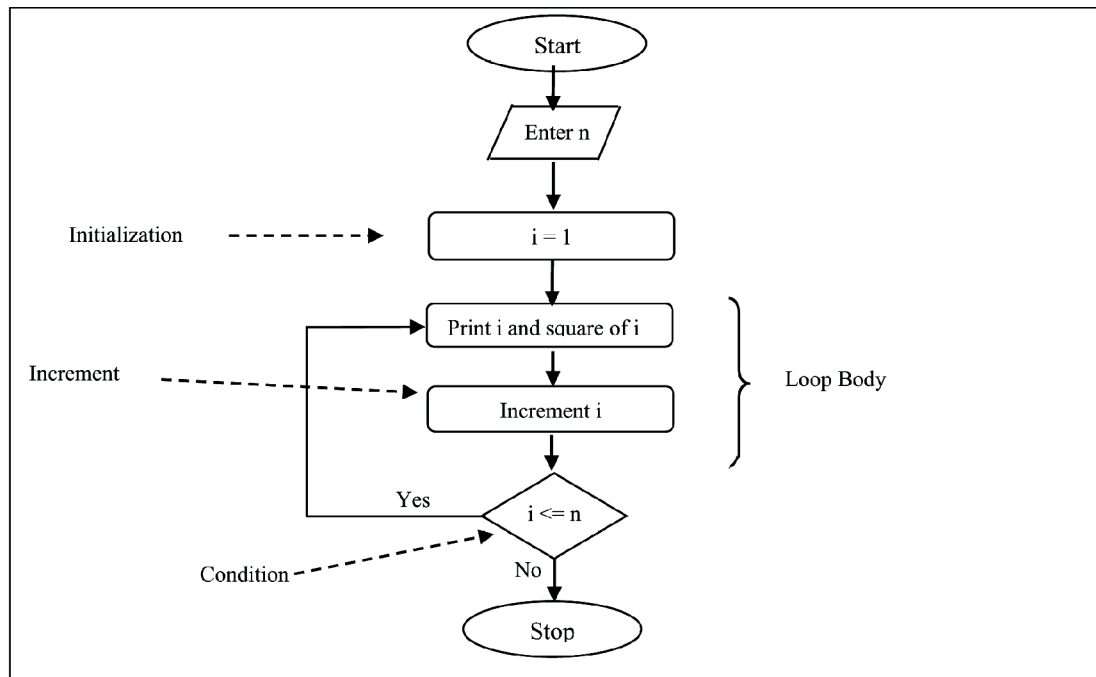 Start
Enter n
Initialization
i = 1
Print i and square of i
Increment
Increment i
Loop Body
Yes
i <= n
Condition
No
Stop